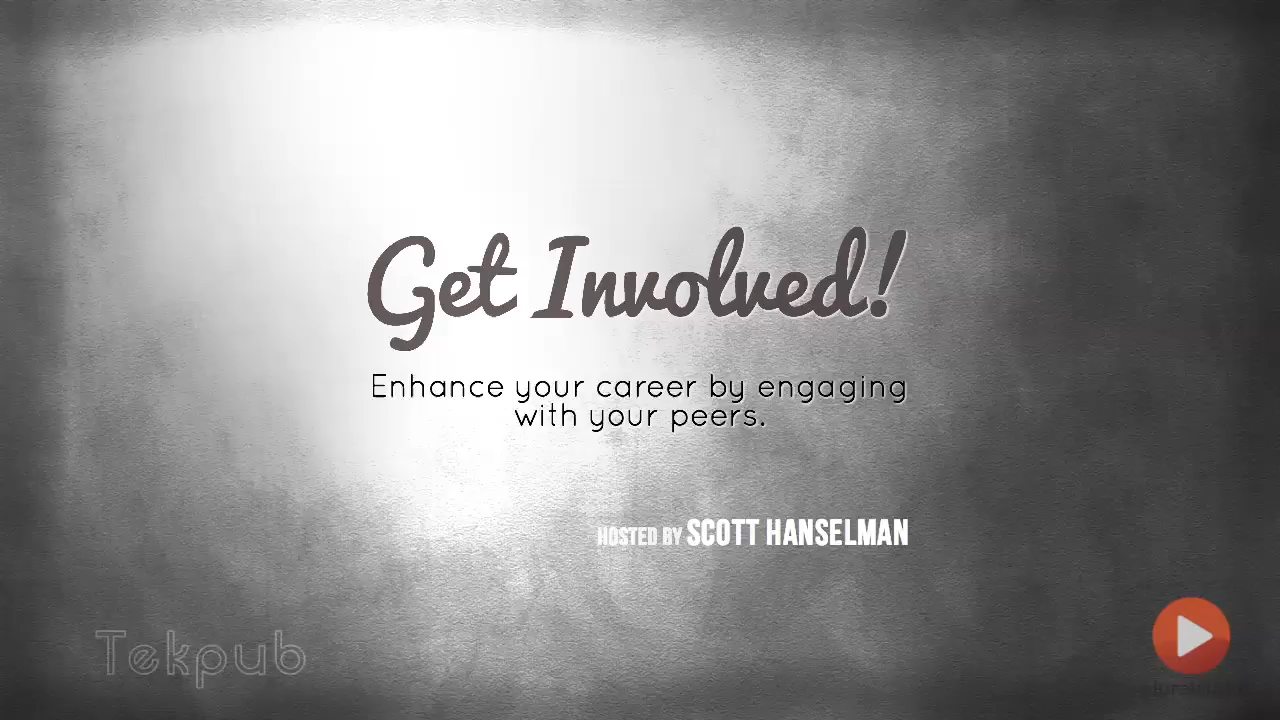 Get Involved!
Enhance your career by engaging
with your peers.
HOSTED BY SCOTT HANSELMAN
Tekpub